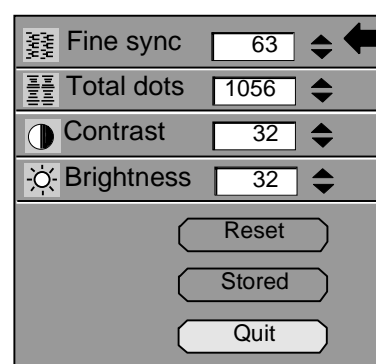 Fine sync 63
Total dots 1056
Contrast 32
Brightness 32
Reset
Stored
Quit